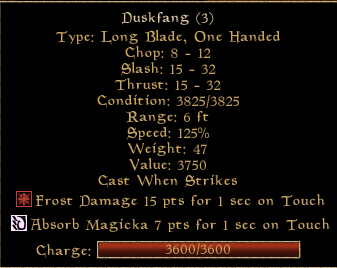 Duskfang (3)
Type: Long Blade, One Handed
Chop: 8 - 12
Slash: 15 - 32
Thrust: 15 - 32
Condition: 3825/3825
Range: 6 ft
Speed: 125%
Weight: 47
Value: 3750
Cast When Strikes
Frost Damage 15 pts for 1 sec on Touch
Absorb Magicka 7 pts for 1 sec on Touch
Charge: 3600/3600